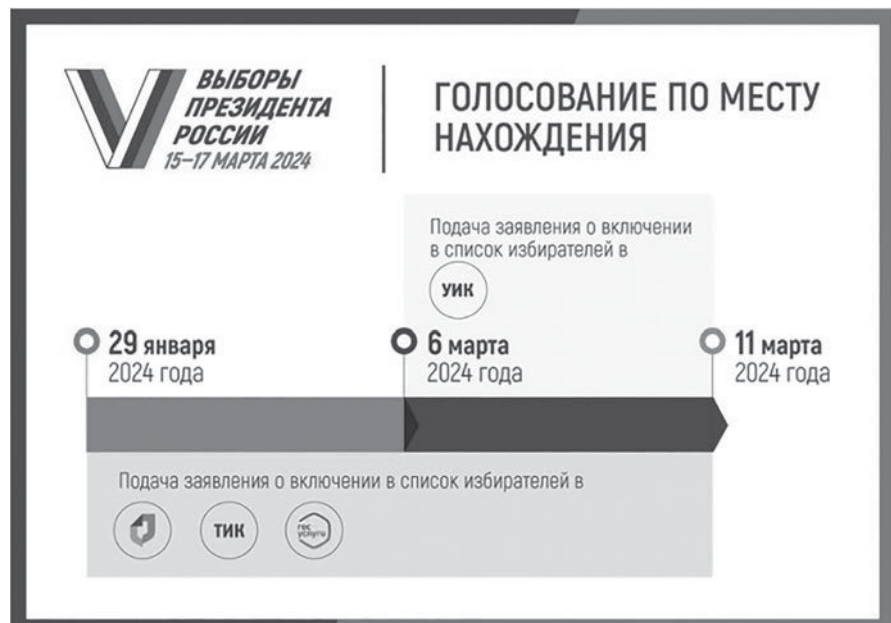 ВЫБОРЫ
ПРЕЗИДЕНТА
РОССИИ
15–17 МАРТА 2024
ГОЛОСОВАНИЕ ПО МЕСТУ
НАХОЖДЕНИЯ
Подача заявления о включении
в список избирателей в
УИК
29 января
2024 года
6 марта
2024 года
11 марта
2024 года
Подача заявления о включении в список избирателей в
ТИК
гос
услуги